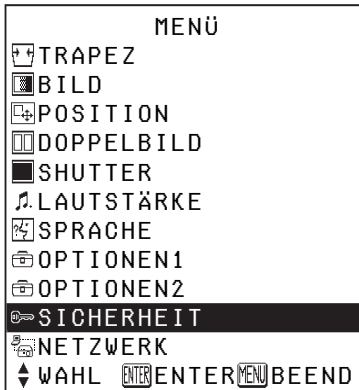 MENÜ
TRAPEZ
BILD
POSITION
DOPPELBILD
SHUTTER
LAUTSTÄRKE
SPRACHE
OPTIONEN1
OPTIONEN2
SICHERHEIT
NETZWERK
WAHL ENTER ENTER MENU BEEND